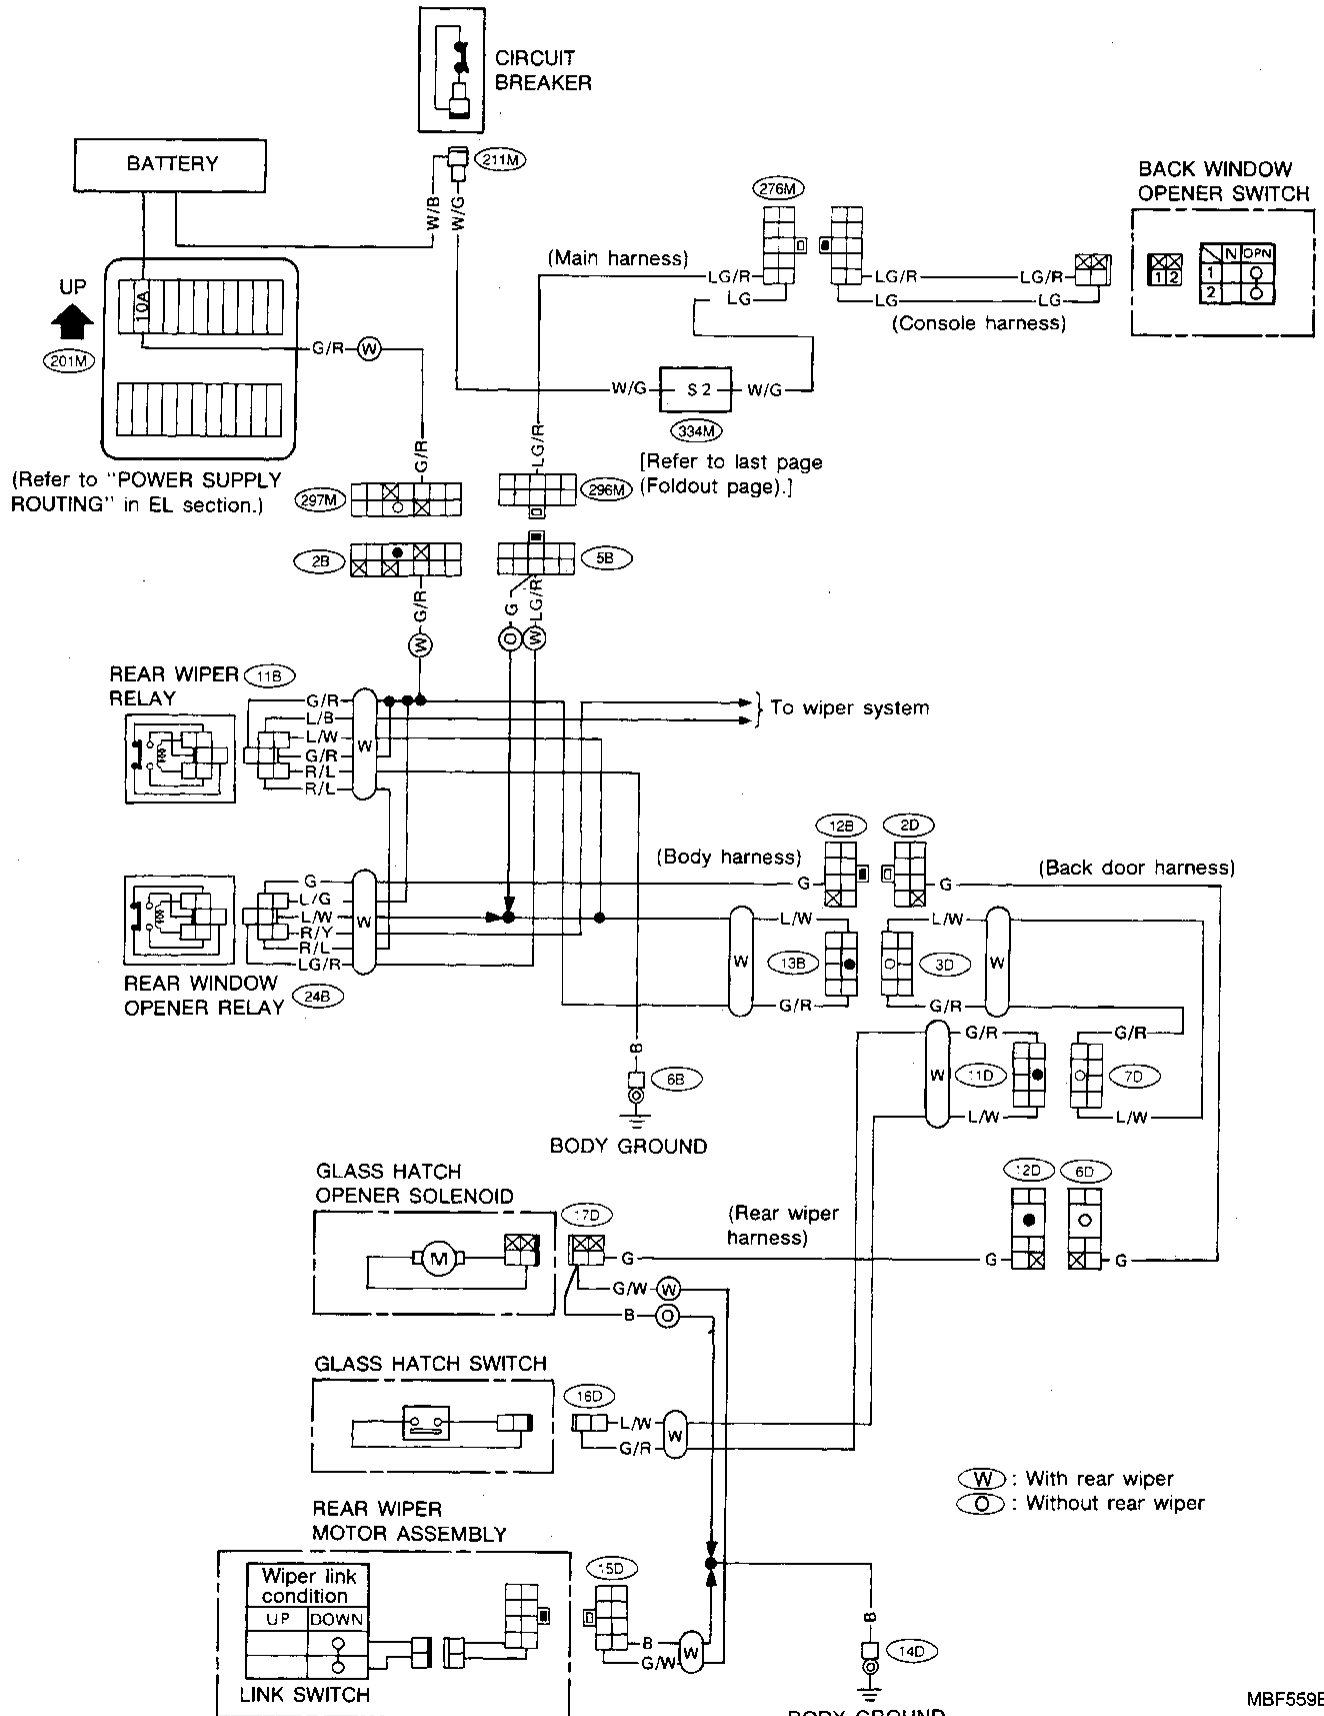 CIRCUIT
BREAKER
BATTERY
211M
W/B
W/G
276M
BACK WINDOW
OPENER SWITCH
N OPN
1
2
1 2
(Main harness)
LG/R
LG/R
LG/R
LG
LG
LG
(Console harness)
UP
10A
201M
G/R
W
W/G
S 2
W/G
334M
[Refer to last page
(Foldout page).]
G/R
LG/R
(Refer to "POWER SUPPLY
ROUTING" in EL section.)
297M
296M
2B
5B
G/R
G
LG/R
W
O
W
REAR WIPER
RELAY
11B
G/R
L/B
L/W
G/R
R/L
R/L
W
To wiper system
12B
2D
(Body harness)
(Back door harness)
G
G
G
L/G
L/W
R/Y
R/L
LG/R
W
L/W
L/W
W
13B
3D
W
G/R
G/R
REAR WINDOW
OPENER RELAY
24B
G/R
G/R
W
11D
7D
L/W
L/W
B
6B
BODY GROUND
GLASS HATCH
OPENER SOLENOID
M
17D
(Rear wiper
harness)
12D
6D
G
G
G
G/W
W
B
O
GLASS HATCH SWITCH
16D
L/W
G/R
W
W : With rear wiper
O : Without rear wiper
REAR WIPER
MOTOR ASSEMBLY
Wiper link
condition
UP DOWN
LINK SWITCH
15D
B
G/W
W
B
14D
BODY GROUND
MBF559B